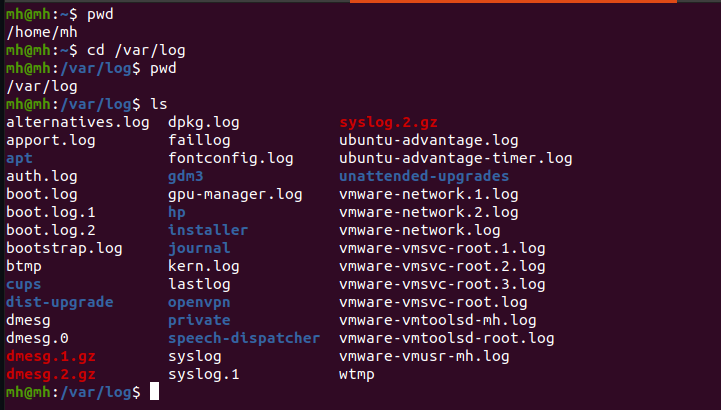 mh@mh:~$ pwd
/home/mh
mh@mh:~$ cd /var/log
mh@mh:/var/log$ pwd
/var/log
mh@mh:/var/log$ ls
alternatives.log  dpkg.log           syslog.2.gz
apport.log        faillog            ubuntu-advantage.log
apt               fontconfig.log     ubuntu-advantage-timer.log
auth.log          gdm3               unattended-upgrades
boot.log          gpu-manager.log    vmware-network.1.log
boot.log.1        hp                 vmware-network.2.log
boot.log.2        installer          vmware-network.log
bootstrap.log     journal            vmware-vmsvc-root.1.log
btmp              kern.log           vmware-vmsvc-root.2.log
cups              lastlog            vmware-vmsvc-root.3.log
dist-upgrade      openvpn            vmware-vmsvc-root.log
dmesg             private            vmware-vmtoolsd-mh.log
dmesg.0           speech-dispatcher  vmware-vmtoolsd-root.log
dmesg.1.gz        syslog             vmware-vmusr-mh.log
dmesg.2.gz        syslog.1           wtmp
mh@mh:/var/log$